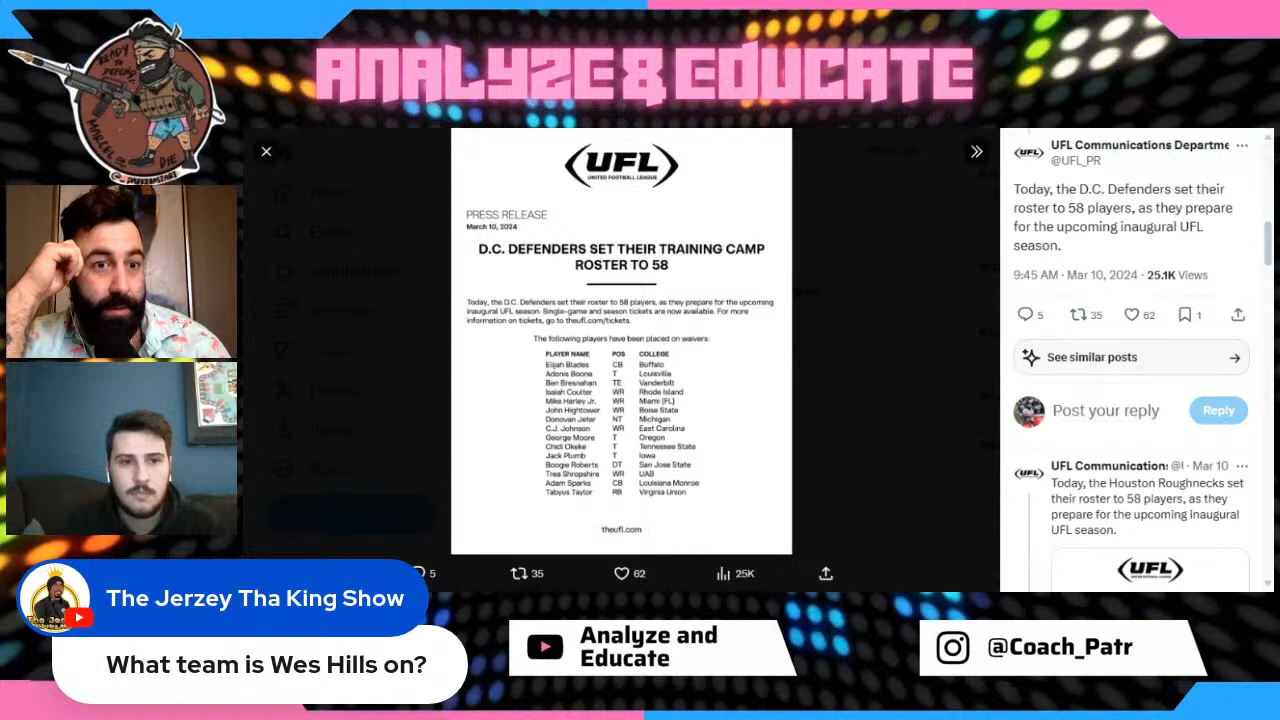 ANALYZE & EDUCATE
READY TO DEFEND
MARCEL OR DIE
UFL
UNITED FOOTBALL LEAGUE
PRESS RELEASE
March 10, 2024
D.C. DEFENDERS SET THEIR TRAINING CAMP
ROSTER TO 58
Today, the D.C. Defenders set their roster to 58 players, as they prepare for the upcoming
inaugural UFL season. Single-game and season tickets are now available. For more
information on tickets, go to theufl.com/tickets.
The following players have been placed on waivers:
PLAYER NAME POS COLLEGE
Elijah Blades CB Buffalo
Adonis Boone T Louisville
Ben Bresnahan TE Vanderbilt
Isaiah Coulter WR Rhode Island
Mike Harley Jr. WR Miami (FL)
John Hightower WR Boise State
Donovan Jeter NT Michigan
C.J. Johnson WR East Carolina
George Moore T Oregon
Chidi Okeke T Tennessee State
Jack Plumb T Iowa
Boogie Roberts DT San Jose State
Trea Shropshire WR UAB
Adam Sparks CB Louisiana Monroe
Tabyus Taylor RB Virginia Union
theufl.com
5 35 62 25K
UFL Communications Departme ...
@UFL_PR
Today, the D.C. Defenders set their
roster to 58 players, as they prepare
for the upcoming inaugural UFL
season.
9:45 AM · Mar 10, 2024 · 25.1K Views
5 35 62 1
See similar posts
Post your reply Reply
UFL Communication: @I · Mar 10 ...
Today, the Houston Roughnecks set
their roster to 58 players, as they
prepare for the upcoming inaugural
UFL season.
UFL
UNITED FOOTBALL LEAGUE
The Jerzey Tha King Show
What team is Wes Hills on?
Analyze and
Educate
@Coach_Patr